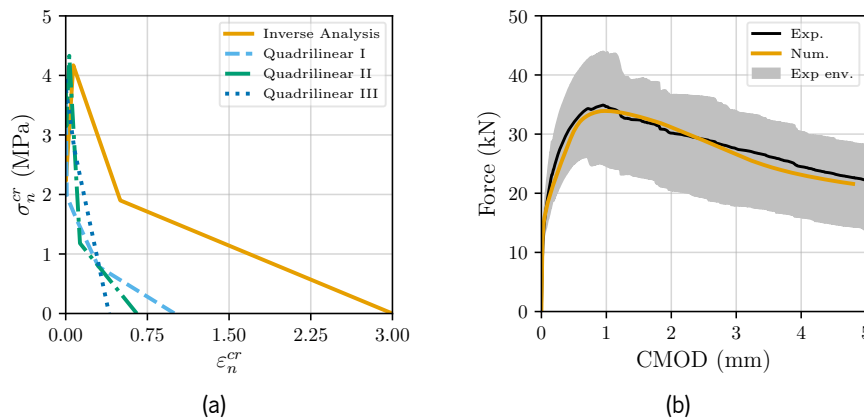 Inverse Analysis
Quadrilinear I
Quadrilinear II
Quadrilinear III
5
4
3
2
1
0
σ_n^{cr} (MPa)
0.00 0.75 1.50 2.25 3.00
ε_n^{cr}
(a)
Exp.
Num.
Exp env.
50
40
30
20
10
0
Force (kN)
0 1 2 3 4 5
CMOD (mm)
(b)